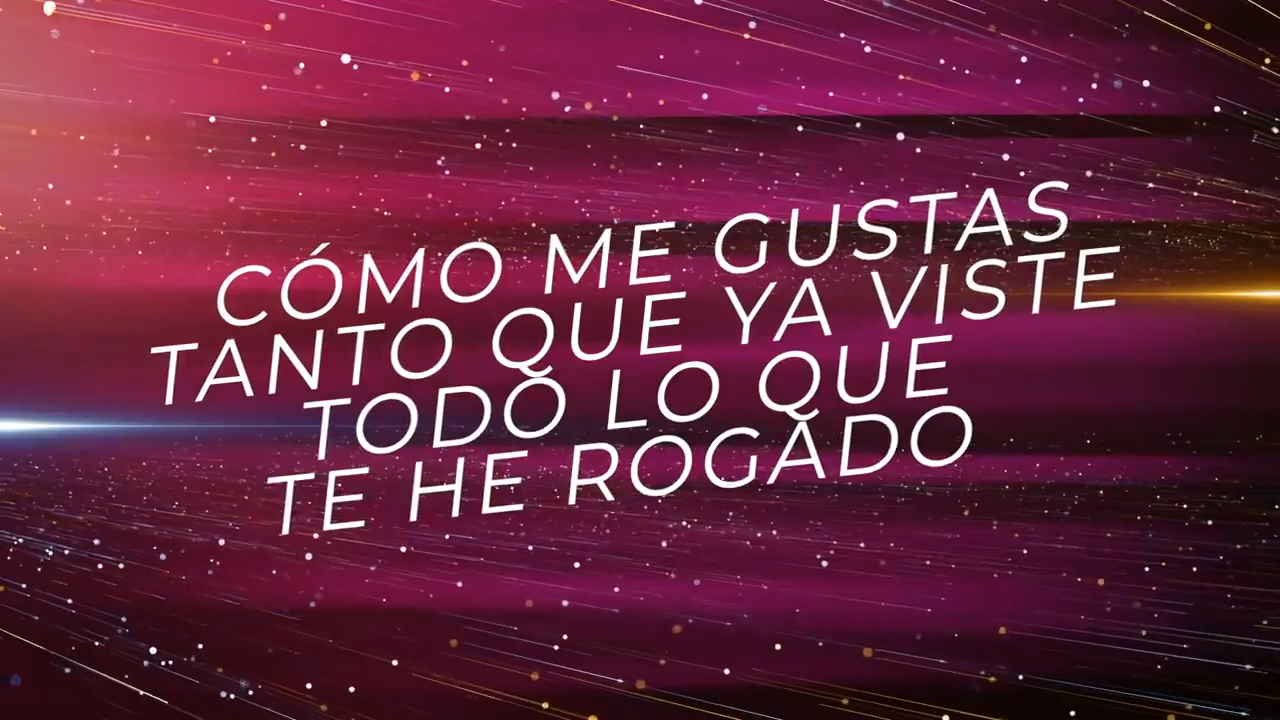 CÓMO ME GUSTAS
TANTO QUE YA VISTE
TODO LO QUE
TE HE ROGADO